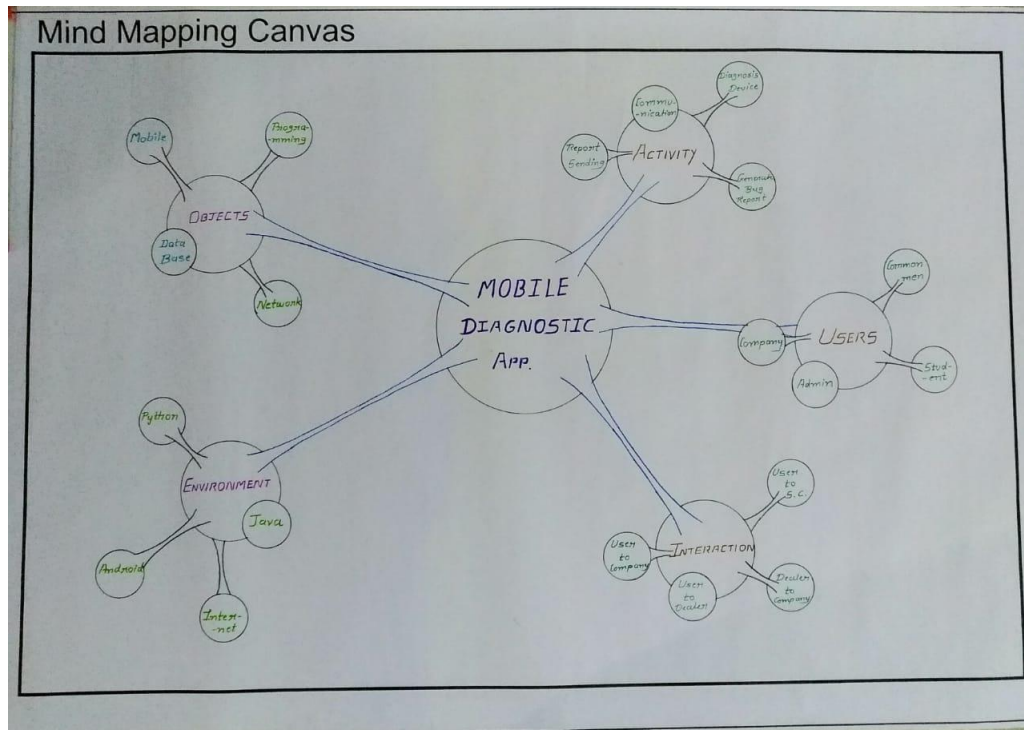 Mind Mapping Canvas
MOBILE
DIAGNOSTIC
APP.
OBJECTS
Mobile
Progra-
-mming
Data
Base
Network
ACTIVITY
Commu-
-nication
Diagnosis
Device
Report
Sending
Generate
Bug
Report
USERS
Common
men
Company
Admin
Stud-
-ent
INTERACTION
User
to
S.C.
User
to
Company
User
to
Dealer
Dealer
to
Company
ENVIRONMENT
Python
Java
Android
Inter-
-net